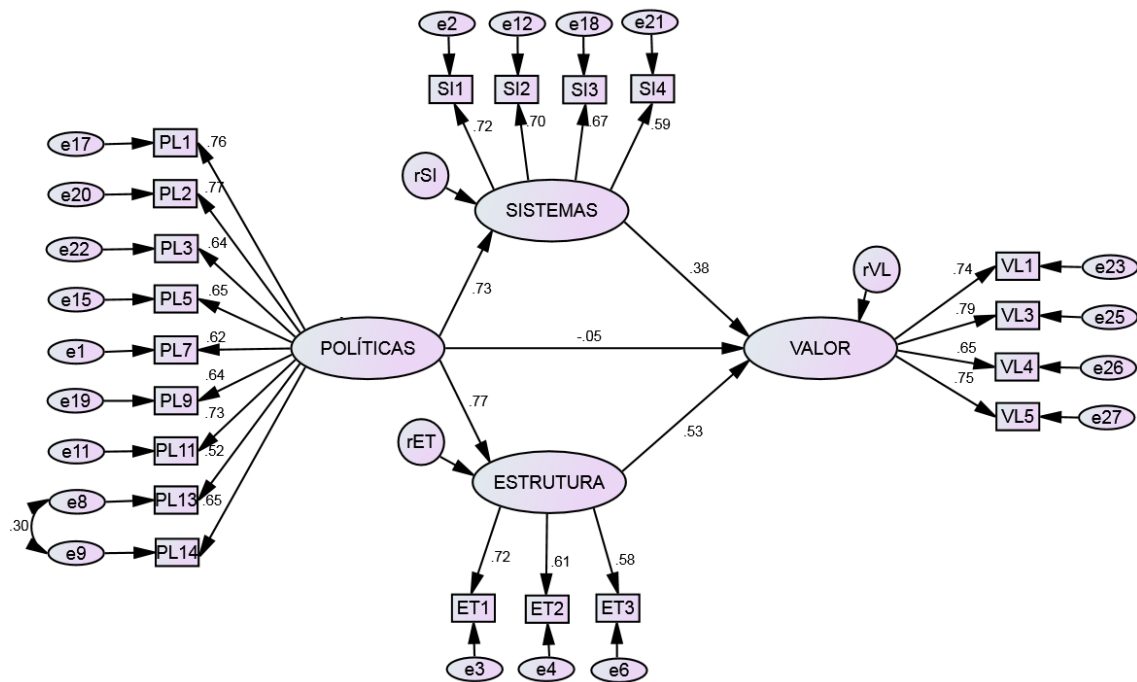 e2
e12
e18
e21
SI1
SI2
SI3
SI4
.72
.70
.67
.59
e17
PL1
.76
e20
PL2
.77
e22
PL3
.64
e15
PL5
.65
e1
PL7
.62
e19
PL9
.64
e11
PL11
.73
e8
PL13
.52
e9
PL14
.65
.30
rSI
SISTEMAS
.73
.38
POLÍTICAS
-.05
.77
.53
rET
ESTRUTURA
rVL
VALOR
.74
VL1
e23
.79
VL3
e25
.65
VL4
e26
.75
VL5
e27
.72
.61
.58
ET1
ET2
ET3
e3
e4
e6